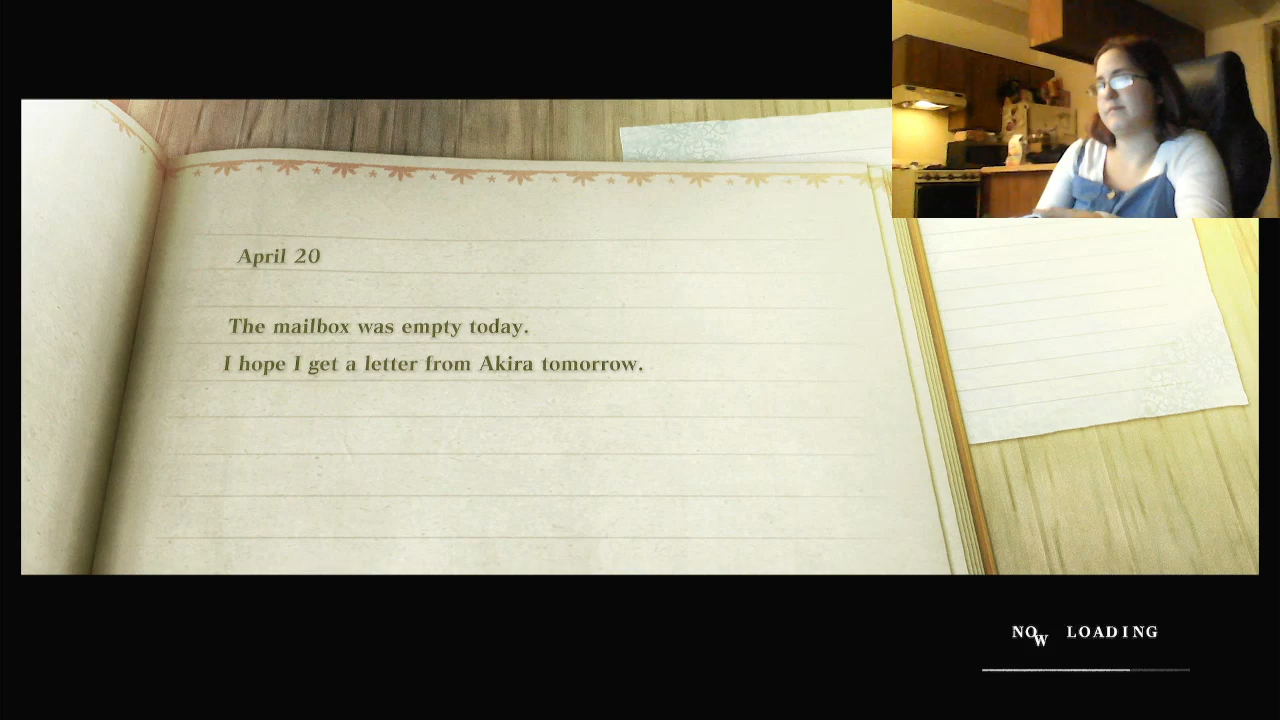 April 20
The mailbox was empty today.
I hope I get a letter from Akira tomorrow.
NOW LOADING